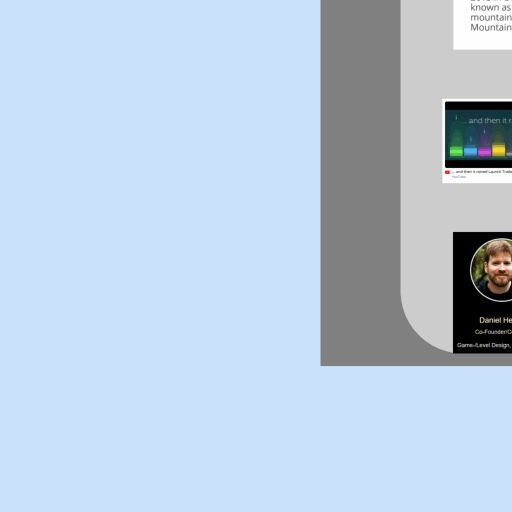 known as
mountain
Mountain
... and then it r
... and then it rained Launch Traile
YouTube
Daniel He
Co-Founder/C
Game-/Level Design,